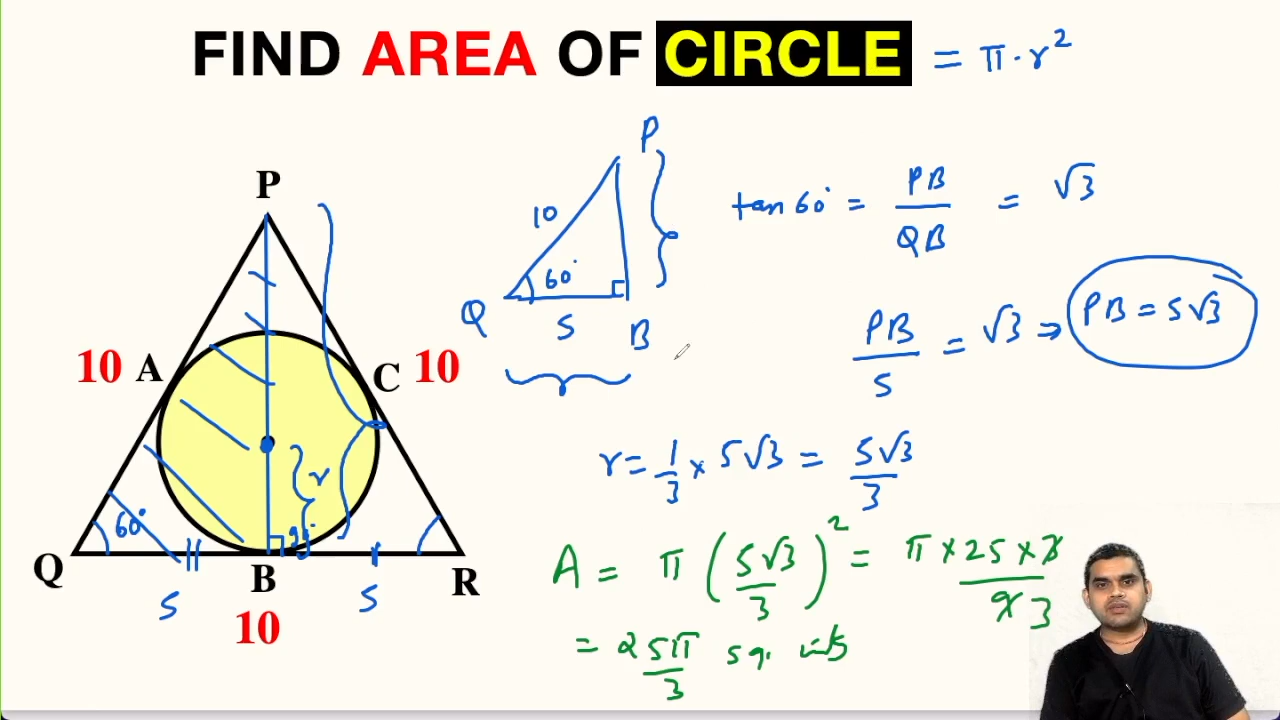 FIND AREA OF CIRCLE = π · r²
P
10 A
C 10
r
60°
Q B R
5 5
10
P
10
60°
Q 5 B
tan 60° = PB/QB = √3
PB/5 = √3 ⇒ PB = 5√3
r = 1/3 × 5√3 = 5√3/3
A = π (5√3/3)² = π × 25 × 3/9 3
= 25π/3 sq. units